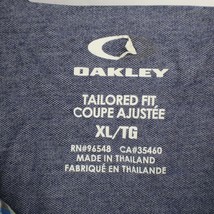 OAKLEY
TAILORED FIT
COUPE AJUSTÉE
XL/TG
RN#96548 CA#35460
MADE IN THAILAND
FABRIQUÉ EN THAILANDE